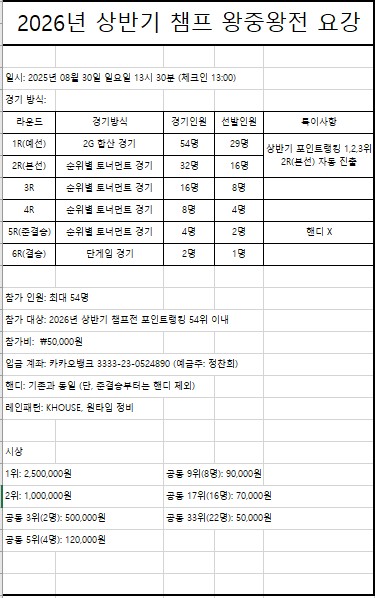 2026년 상반기 챔프 왕중왕전 요강
일시: 2025년 08월 30일 일요일 13시 30분 (체크인 13:00)
경기 방식:
라운드 경기방식 경기인원 선발인원 특이사항
1R(예선) 2G 합산 경기 54명 29명 상반기 포인트랭킹 1,2,3위
2R(본선) 자동 진출
2R(본선) 순위별 토너먼트 경기 32명 16명
3R 순위별 토너먼트 경기 16명 8명
4R 순위별 토너먼트 경기 8명 4명
5R(준결승) 순위별 토너먼트 경기 4명 2명 핸디 X
6R(결승) 단게임 경기 2명 1명
참가 인원: 최대 54명
참가 대상: 2026년 상반기 챔프전 포인트랭킹 54위 이내
참가비: ₩50,000원
입금 계좌: 카카오뱅크 3333-23-0524890 (예금주: 정찬희)
핸디: 기존과 동일 (단, 준결승부터는 핸디 제외)
레인패턴: KHOUSE, 원타임 정비
시상
1위: 2,500,000원 공동 9위(8명): 90,000원
2위: 1,000,000원 공동 17위(16명): 70,000원
공동 3위(2명): 500,000원 공동 33위(22명): 50,000원
공동 5위(4명): 120,000원